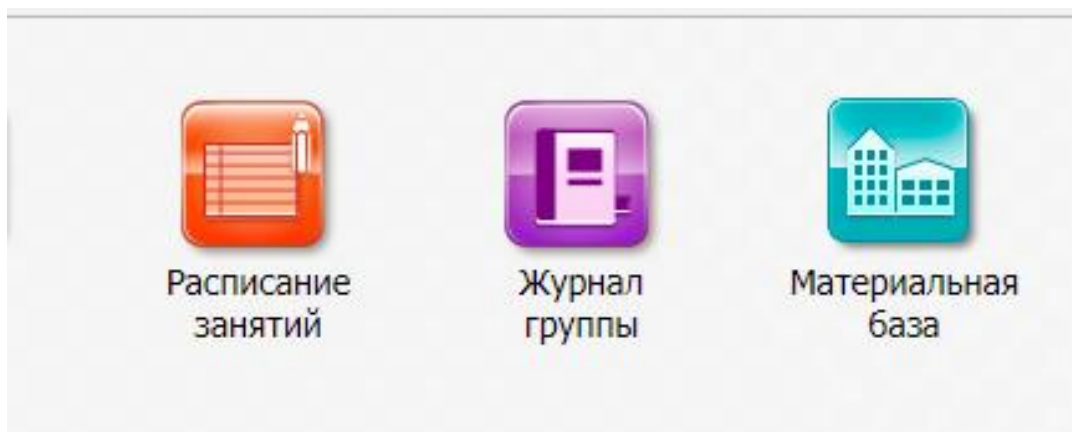 Расписание
занятий
Журнал
группы
Материальная
база